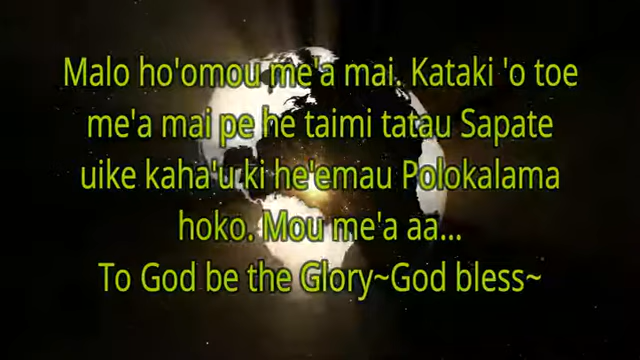 Malo ho'omou me'a mai. Kataki 'o toe
me'a mai pe he taimi tatau Sapate
uike kaha'u ki he'emau Polokalama
hoko. Mou me'a aa...
To God be the Glory~God bless~